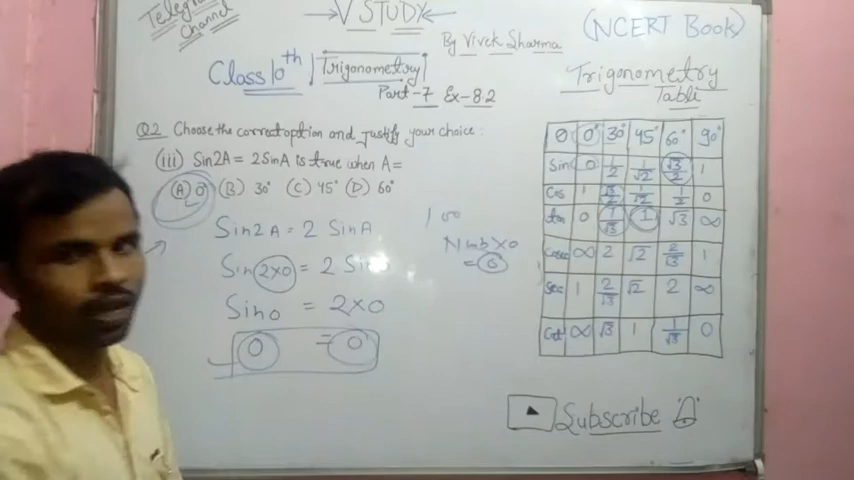 Telegram
Channel
V STUDY
By Vivek Sharma
(NCERT Book)
Class 10th | Trigonometry
Part-7 Ex-8.2
Q2 Choose the correct option and justify your choice:
(iii) Sin2A = 2SinA is true when A=
(A) 0° (B) 30° (C) 45° (D) 60°
Sin2A = 2 SinA
Sin 2×0 = 2 Sin
Sin0 = 2×0
0 = 0
100
Numb×0
= 0
Trigonometry
Tabli
θ 0° 30° 45° 60° 90°
Sin 0 1/2 1/√2 √3/2 1
Cos 1 √3/2 1/√2 1/2 0
tan 0 1/√3 1 √3 ∞
Cosec ∞ 2 √2 2/√3 1
Sec 1 2/√3 √2 2 ∞
Cot ∞ √3 1 1/√3 0
Subscribe